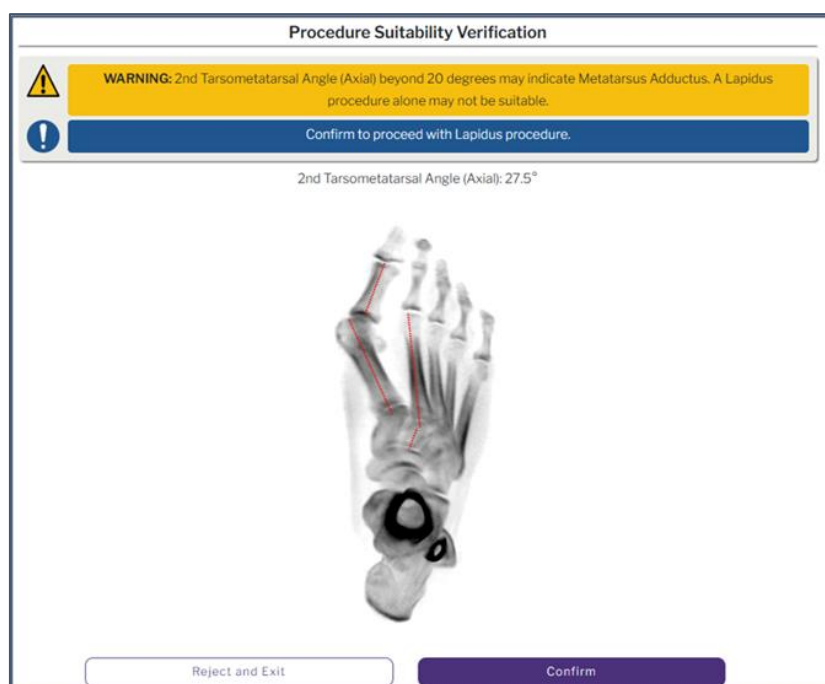 Procedure Suitability Verification
WARNING: 2nd Tarsometatarsal Angle (Axial) beyond 20 degrees may indicate Metatarsus Adductus. A Lapidus
procedure alone may not be suitable.
Confirm to proceed with Lapidus procedure.
2nd Tarsometatarsal Angle (Axial): 27.5°
Reject and Exit
Confirm